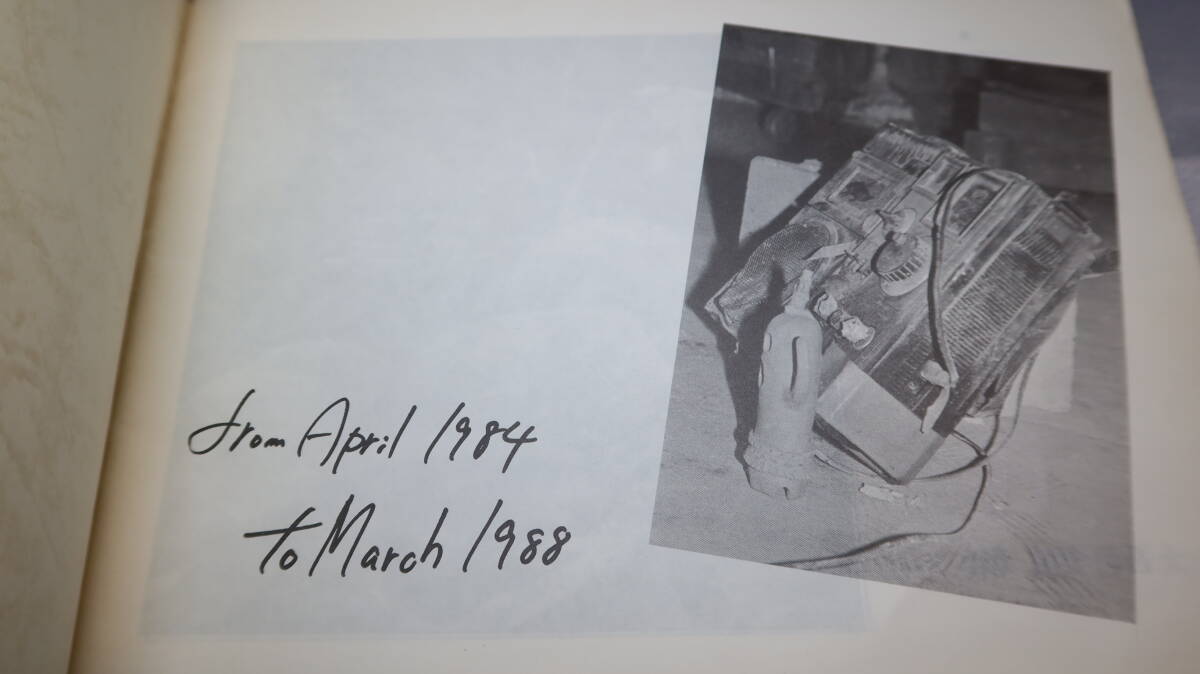 from April 1984
to March 1988